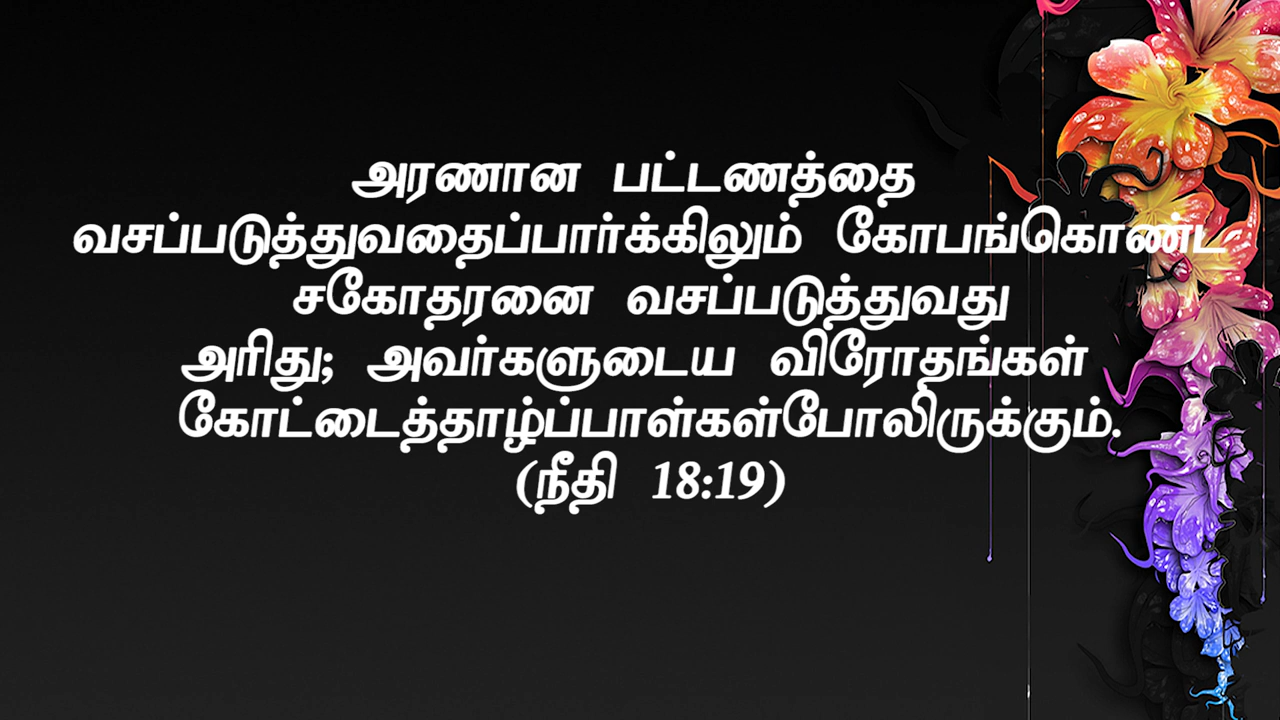 அரணான பட்டணத்தை
வசப்படுத்துவதைப்பார்க்கிலும் கோபங்கொண்ட
சகோதரனை வசப்படுத்துவது
அரிது; அவர்களுடைய விரோதங்கள்
கோட்டைத்தாழ்ப்பாள்கள்போலிருக்கும்.
(நீதி 18:19)